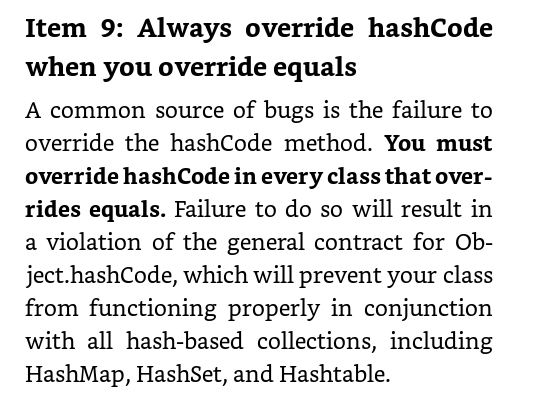 Item 9: Always override hashCode
when you override equals
A common source of bugs is the failure to
override the hashCode method. You must
override hashCode in every class that over-
rides equals. Failure to do so will result in
a violation of the general contract for Ob-
ject.hashCode, which will prevent your class
from functioning properly in conjunction
with all hash-based collections, including
HashMap, HashSet, and Hashtable.